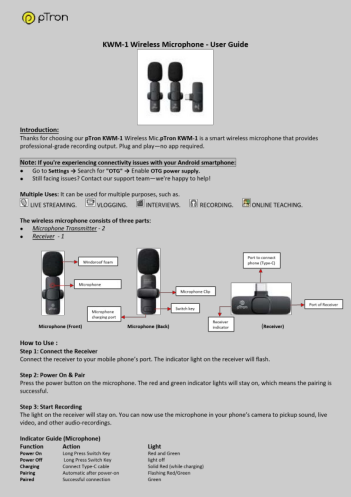 pTron
KWM-1 Wireless Microphone - User Guide
Introduction:
Thanks for choosing our pTron KWM-1 Wireless Mic.pTron KWM-1 is a smart wireless microphone that provides
professional-grade recording output. Plug and play—no app required.
Note: If you're experiencing connectivity issues with your Android smartphone:
● Go to Settings → Search for "OTG" → Enable OTG power supply.
● Still facing issues? Contat our support team—we're happy to help!
Multiple Uses: It can be used for multiple purposes, such as.
LIVE STREAMING. VLOGGING. INTERVIEWS. RECORDING. ONLINE TEACHING.
The wireless microphone consists of three parts:
● Microphone Transmitter - 2
● Receiver - 1
Windproof foam
Microphone
Microphone charging port
Microphone Clip
Switch key
Port to connect phone (Type-C)
Receiver indicator
Port of Receiver
Microphone (Front) Microphone (Back) (Receiver)
How to Use :
Step 1: Connect the Receiver
Connect the receiver to your mobile phone's port. The indicator light on the receiver will flash.
Step 2: Power On & Pair
Press the power button on the microphone. The red and green indicator lights will stay on, which means the pairing is
successful.
Step 3: Start Recording
The light on the receiver will stay on. You can now use the microphone in your phone's camera to pickup sound, live
video, and other audio-recordings.
Indicator Guide (Microphone)
Function Action Light
Power On Long Press Switch Key Red and Green
Power Off Long Press Switch Key light off
Charging Connect Type-C cable Solid Red (while charging)
Pairing Automatic after power-on Flashing Red/Green
Paired Successful connection Green